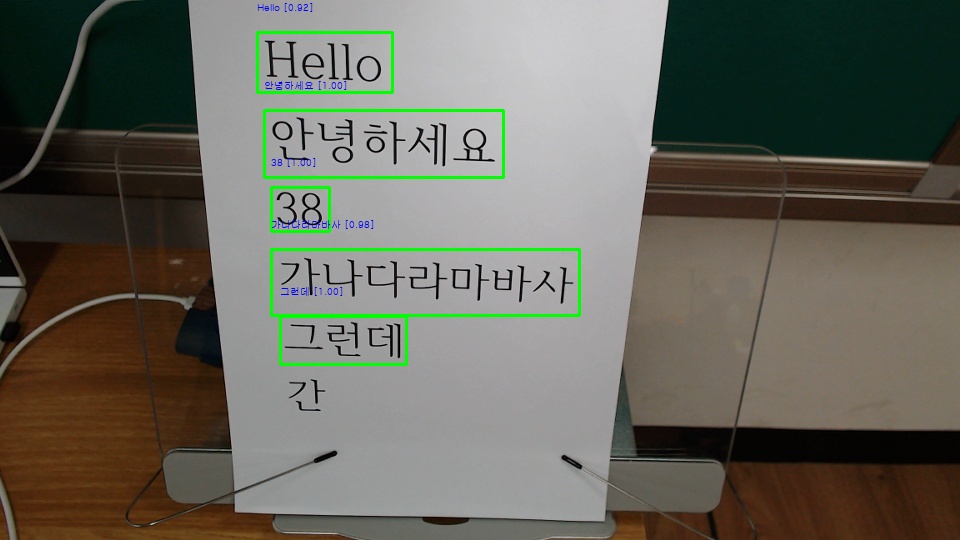 Hello [0.92]
Hello
안녕하세요 [1.00]
안녕하세요
38 [1.00]
38
가나다라마바사 [0.98]
가나다라마바사
그런데 [1.00]
그런데
간